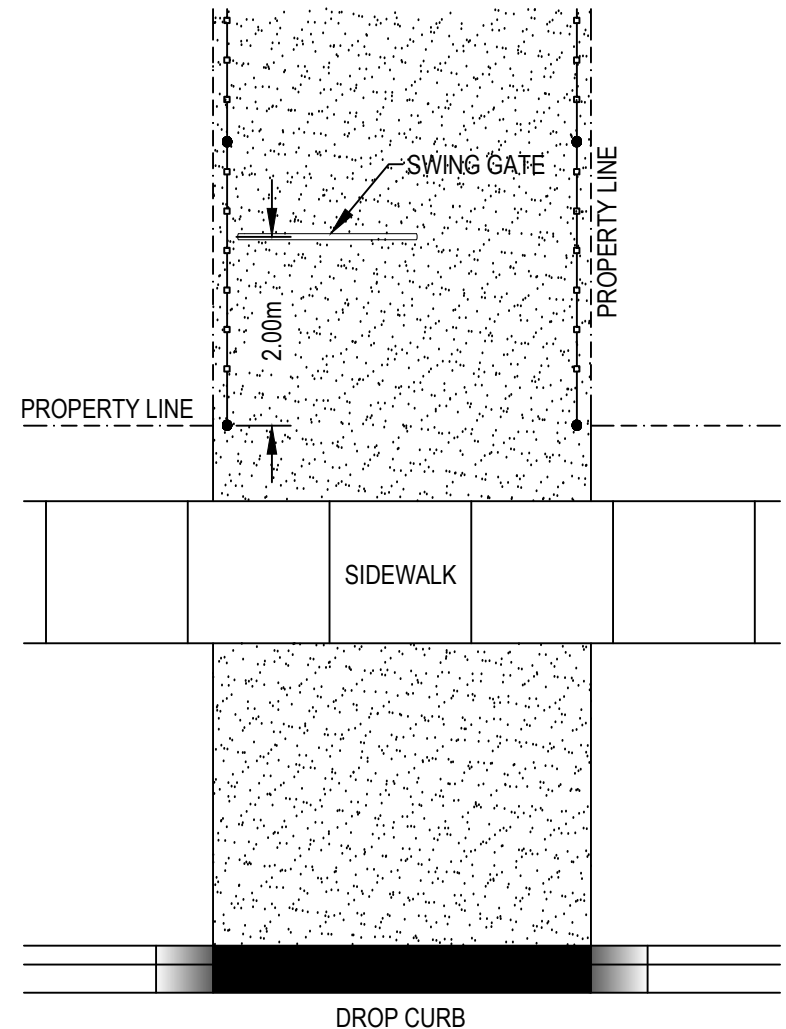 SWING GATE
PROPERTY LINE
2.00m
PROPERTY LINE
SIDEWALK
DROP CURB